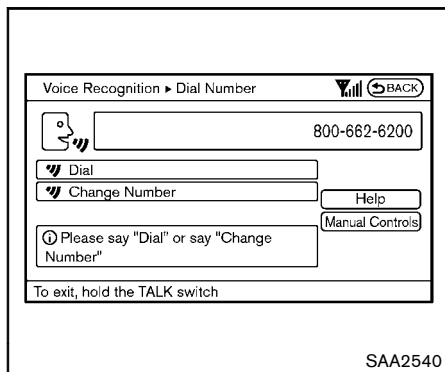 Voice Recognition ▸ Dial Number
BACK
800-662-6200
Dial
Change Number
Help
Manual Controls
Please say "Dial" or say "Change
Number"
To exit, hold the TALK switch
SAA2540